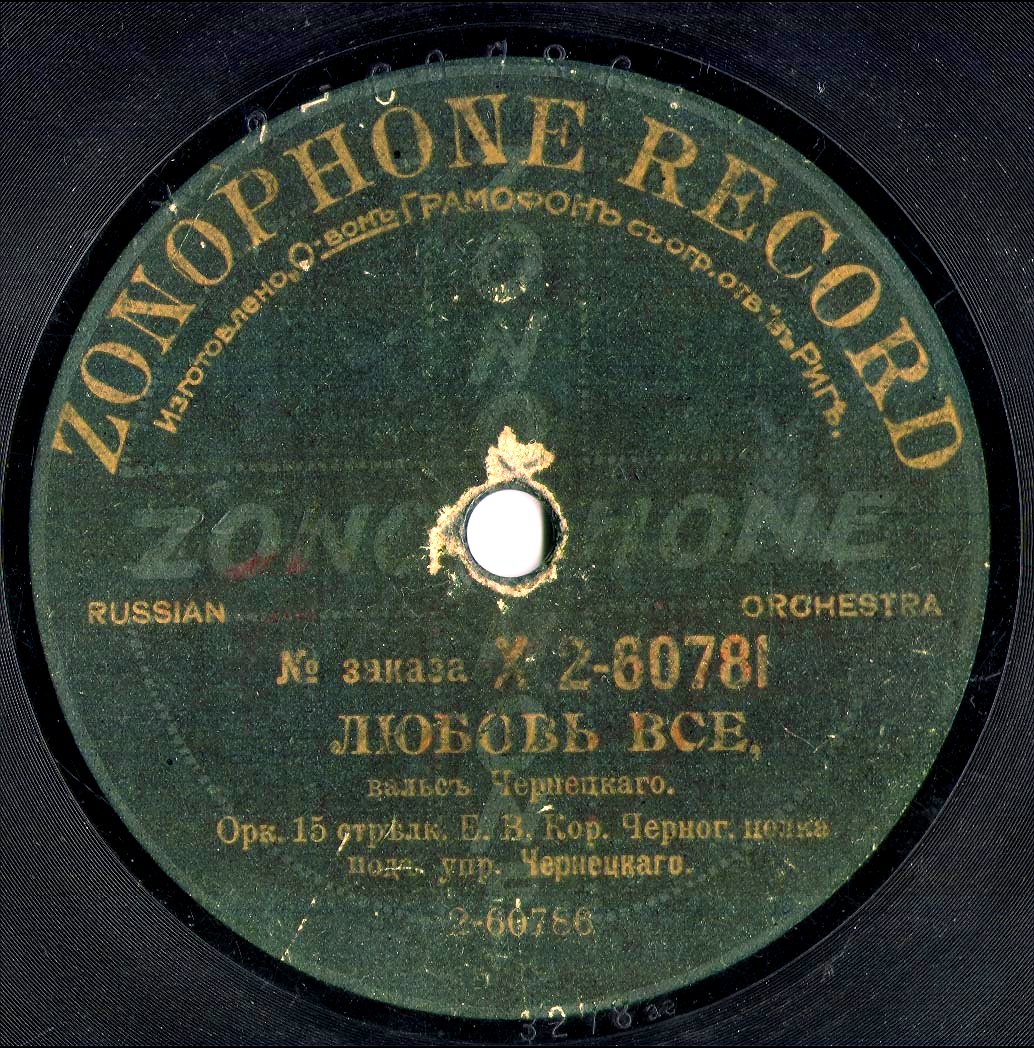 ZONOPHONE RECORD
Изготовлено О-вомъ ГРАМОФОНЪ съ огр. отв. въ Ригѣ.
ZONOPHONE
RUSSIAN ORCHESTRA
№ заказа X 2-60781
ЛЮБОВЬ ВСЕ,
вальсъ Чернецкаго.
Орк. 15 стрѣлк. Е. В. Кор. Черног. полка
подъ упр. Чернецкаго.
2-60786
3278